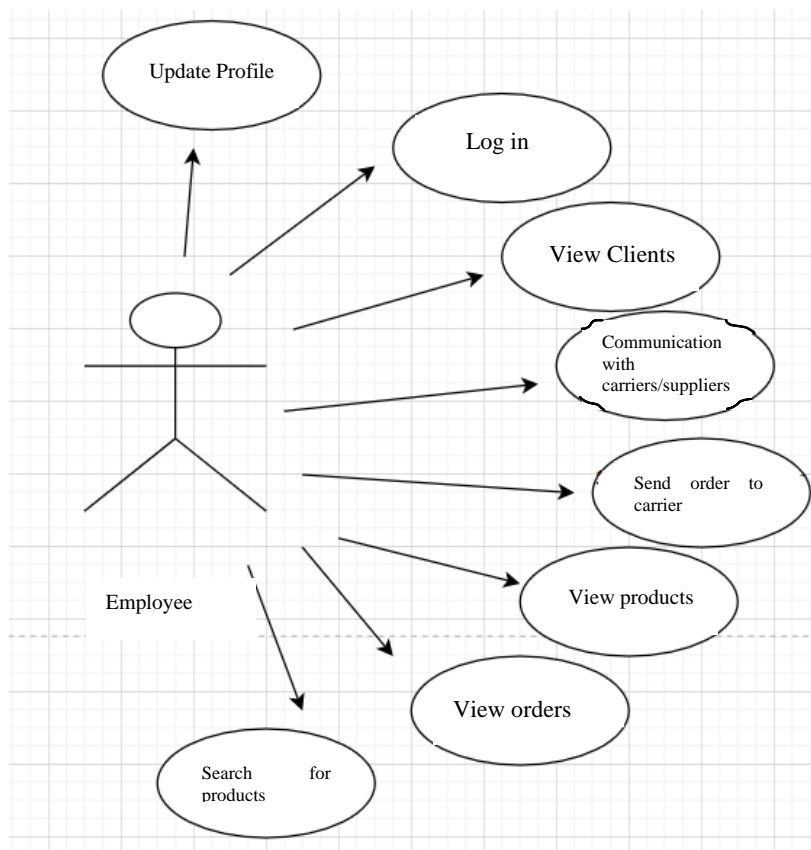 Update Profile
Log in
View Clients
Communication
with
carriers/suppliers
Send order to
carrier
View products
Employee
View orders
Search for
products